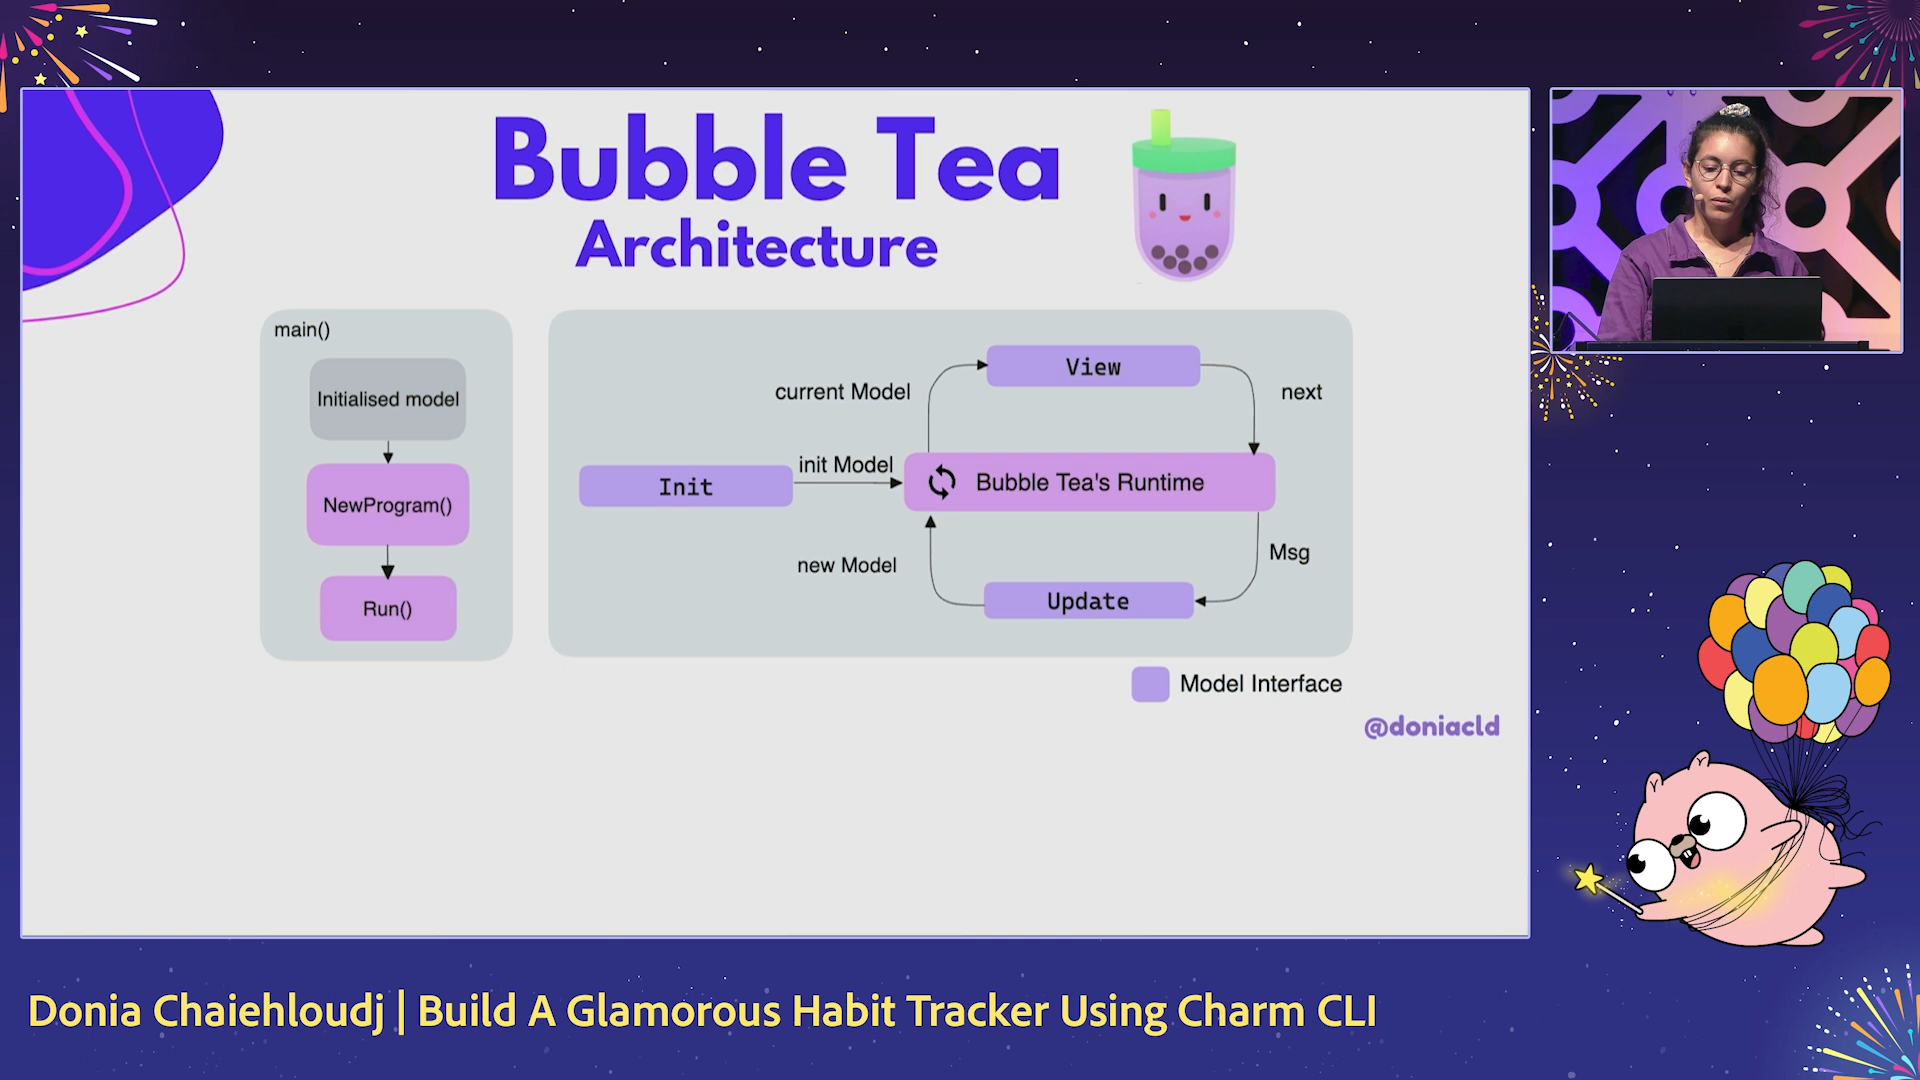 Bubble Tea
Architecture
main()
Initialised model
NewProgram()
Run()
View
current Model
next
init Model
Init
Bubble Tea's Runtime
new Model
Msg
Update
Model Interface
@doniacld
Donia Chaiehloudj | Build A Glamorous Habit Tracker Using Charm CLI